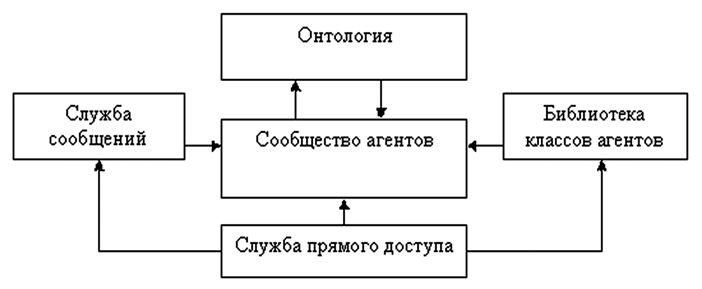 Онтология
Служба
сообщений
Сообщество агентов
Библиотека
классов агентов
Служба прямого доступа